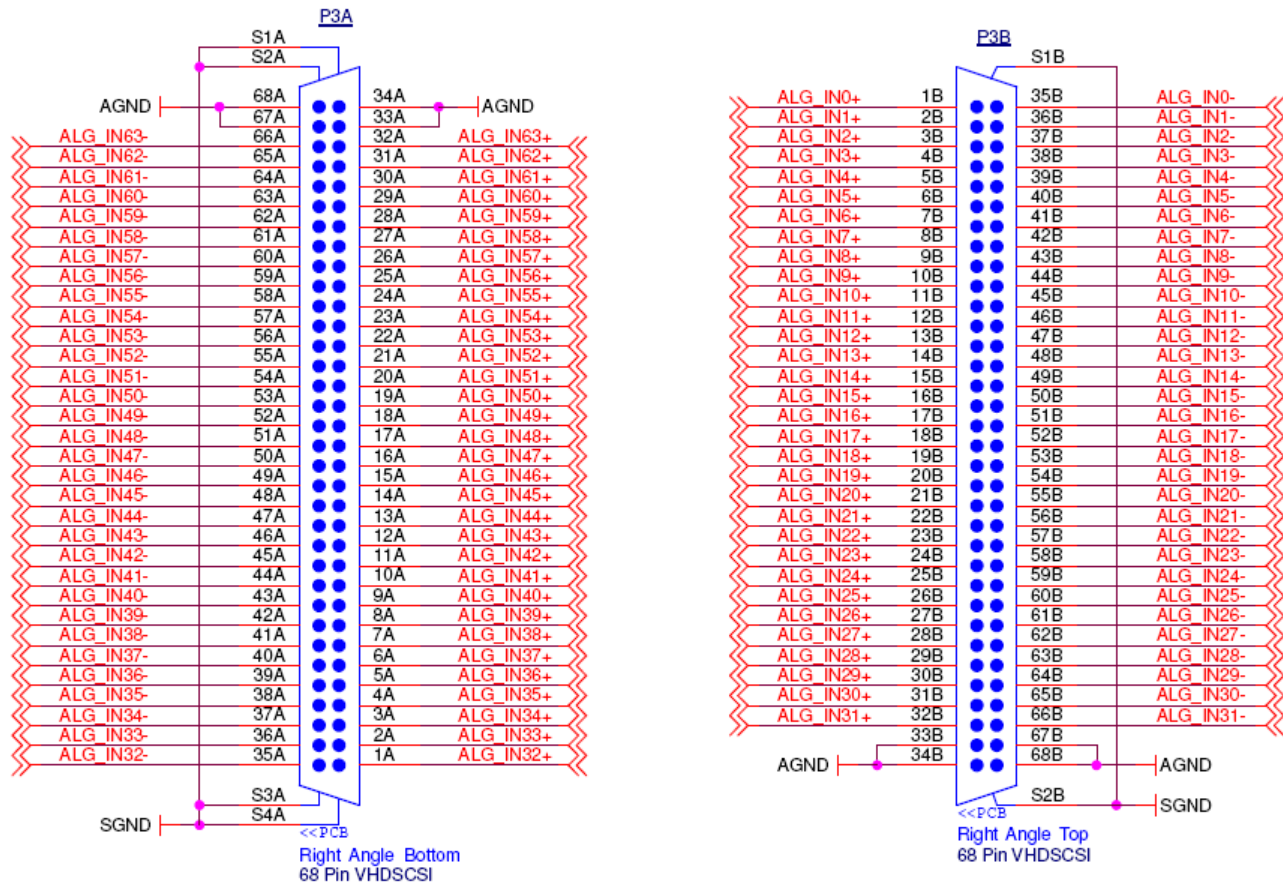 P3A
S1A
S2A
AGND 68A 34A AGND
67A 33A
ALG_IN63- 66A 32A ALG_IN63+
ALG_IN62- 65A 31A ALG_IN62+
ALG_IN61- 64A 30A ALG_IN61+
ALG_IN60- 63A 29A ALG_IN60+
ALG_IN59- 62A 28A ALG_IN59+
ALG_IN58- 61A 27A ALG_IN58+
ALG_IN57- 60A 26A ALG_IN57+
ALG_IN56- 59A 25A ALG_IN56+
ALG_IN55- 58A 24A ALG_IN55+
ALG_IN54- 57A 23A ALG_IN54+
ALG_IN53- 56A 22A ALG_IN53+
ALG_IN52- 55A 21A ALG_IN52+
ALG_IN51- 54A 20A ALG_IN51+
ALG_IN50- 53A 19A ALG_IN50+
ALG_IN49- 52A 18A ALG_IN49+
ALG_IN48- 51A 17A ALG_IN48+
ALG_IN47- 50A 16A ALG_IN47+
ALG_IN46- 49A 15A ALG_IN46+
ALG_IN45- 48A 14A ALG_IN45+
ALG_IN44- 47A 13A ALG_IN44+
ALG_IN43- 46A 12A ALG_IN43+
ALG_IN42- 45A 11A ALG_IN42+
ALG_IN41- 44A 10A ALG_IN41+
ALG_IN40- 43A 9A ALG_IN40+
ALG_IN39- 42A 8A ALG_IN39+
ALG_IN38- 41A 7A ALG_IN38+
ALG_IN37- 40A 6A ALG_IN37+
ALG_IN36- 39A 5A ALG_IN36+
ALG_IN35- 38A 4A ALG_IN35+
ALG_IN34- 37A 3A ALG_IN34+
ALG_IN33- 36A 2A ALG_IN33+
ALG_IN32- 35A 1A ALG_IN32+
S3A
SGND S4A
<<PCB
Right Angle Bottom
68 Pin VHDSCSI
P3B
S1B
ALG_IN0+ 1B 35B ALG_IN0-
ALG_IN1+ 2B 36B ALG_IN1-
ALG_IN2+ 3B 37B ALG_IN2-
ALG_IN3+ 4B 38B ALG_IN3-
ALG_IN4+ 5B 39B ALG_IN4-
ALG_IN5+ 6B 40B ALG_IN5-
ALG_IN6+ 7B 41B ALG_IN6-
ALG_IN7+ 8B 42B ALG_IN7-
ALG_IN8+ 9B 43B ALG_IN8-
ALG_IN9+ 10B 44B ALG_IN9-
ALG_IN10+ 11B 45B ALG_IN10-
ALG_IN11+ 12B 46B ALG_IN11-
ALG_IN12+ 13B 47B ALG_IN12-
ALG_IN13+ 14B 48B ALG_IN13-
ALG_IN14+ 15B 49B ALG_IN14-
ALG_IN15+ 16B 50B ALG_IN15-
ALG_IN16+ 17B 51B ALG_IN16-
ALG_IN17+ 18B 52B ALG_IN17-
ALG_IN18+ 19B 53B ALG_IN18-
ALG_IN19+ 20B 54B ALG_IN19-
ALG_IN20+ 21B 55B ALG_IN20-
ALG_IN21+ 22B 56B ALG_IN21-
ALG_IN22+ 23B 57B ALG_IN22-
ALG_IN23+ 24B 58B ALG_IN23-
ALG_IN24+ 25B 59B ALG_IN24-
ALG_IN25+ 26B 60B ALG_IN25-
ALG_IN26+ 27B 61B ALG_IN26-
ALG_IN27+ 28B 62B ALG_IN27-
ALG_IN28+ 29B 63B ALG_IN28-
ALG_IN29+ 30B 64B ALG_IN29-
ALG_IN30+ 31B 65B ALG_IN30-
ALG_IN31+ 32B 66B ALG_IN31-
33B 67B
AGND 34B 68B AGND
S2B SGND
<<PCB
Right Angle Top
68 Pin VHDSCSI